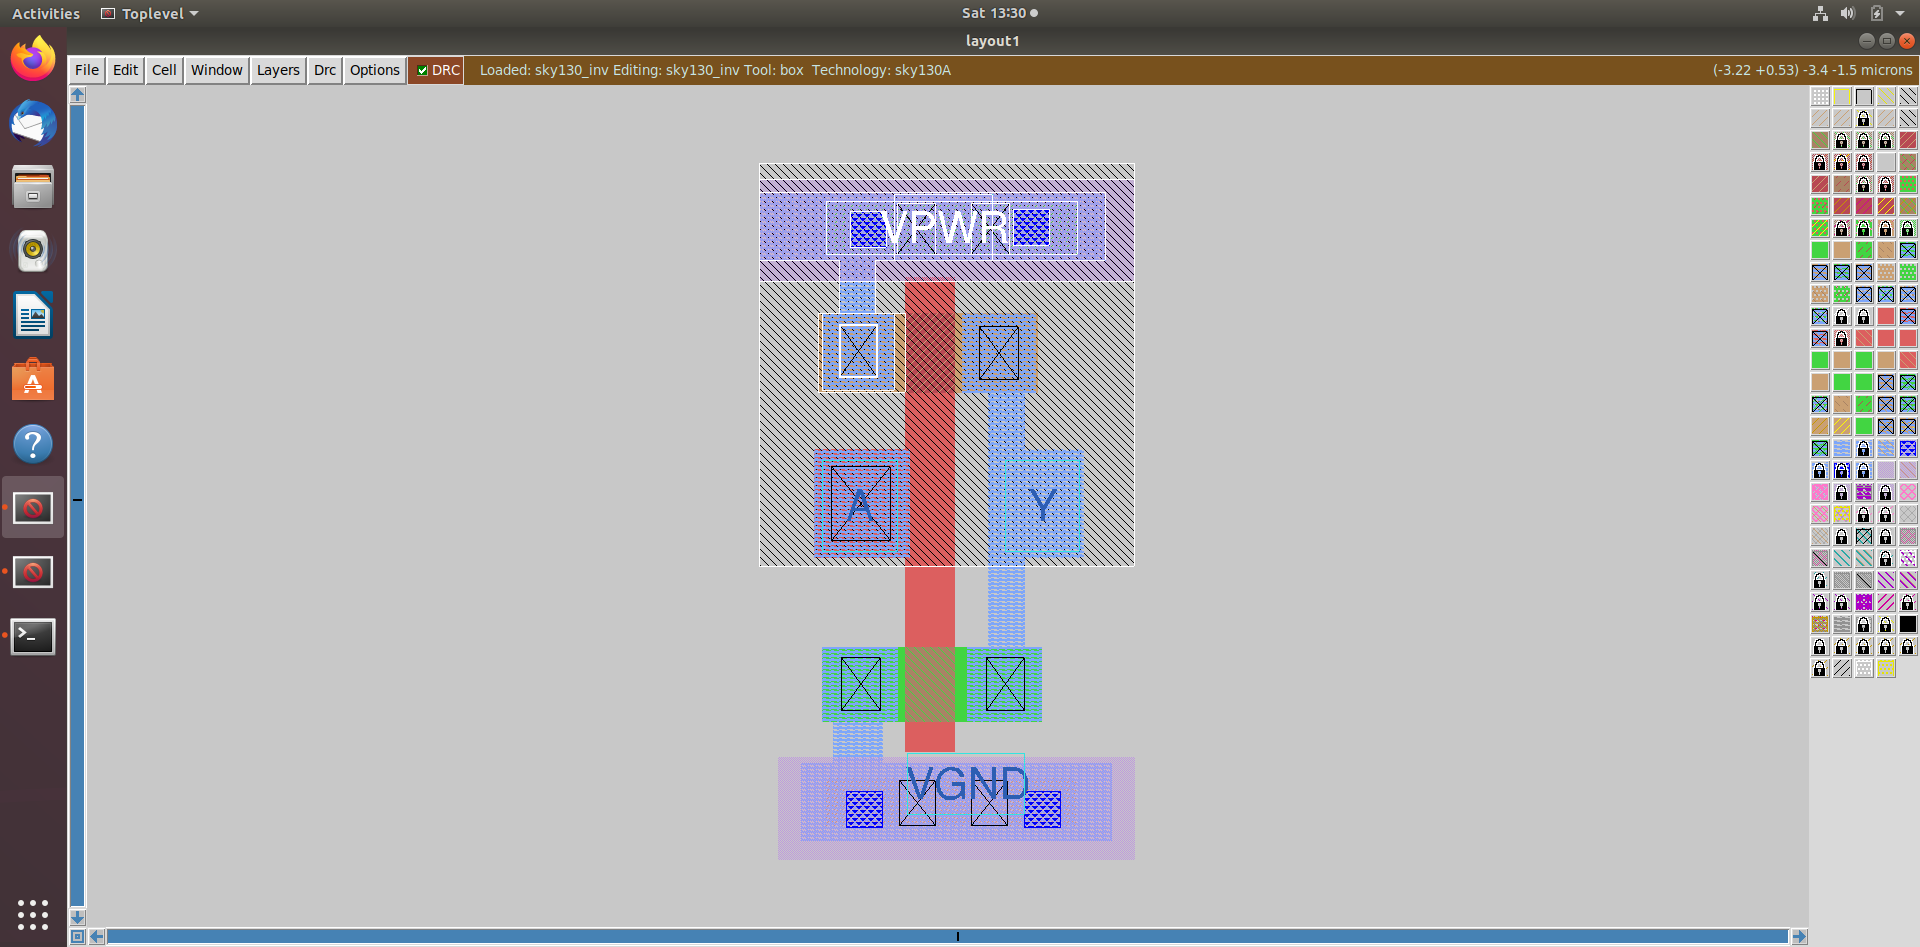 Activities Toplevel Sat 13:30
layout1
File Edit Cell Window Layers Drc Options DRC Loaded: sky130_inv Editing: sky130_inv Tool: box Technology: sky130A (-3.22 +0.53) -3.4 -1.5 microns
VPWR
A Y
VGND